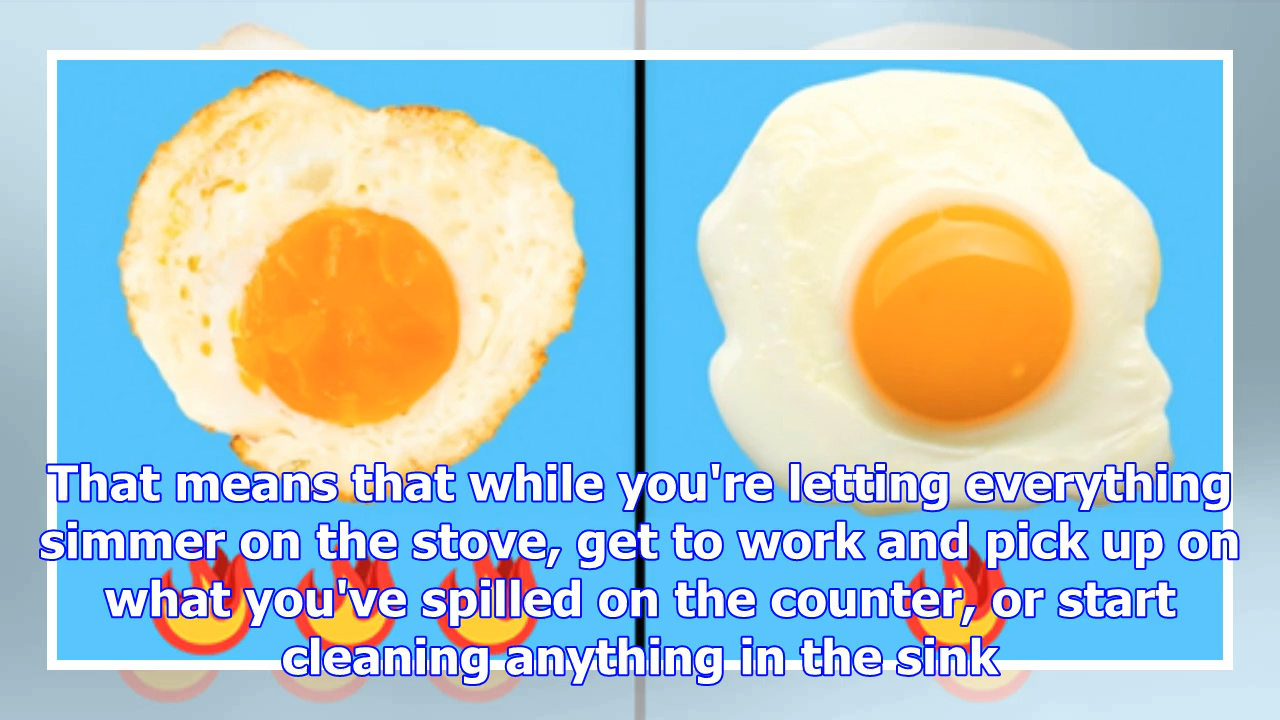 That means that while you're letting everything
simmer on the stove, get to work and pick up on
what you've spilled on the counter, or start
cleaning anything in the sink